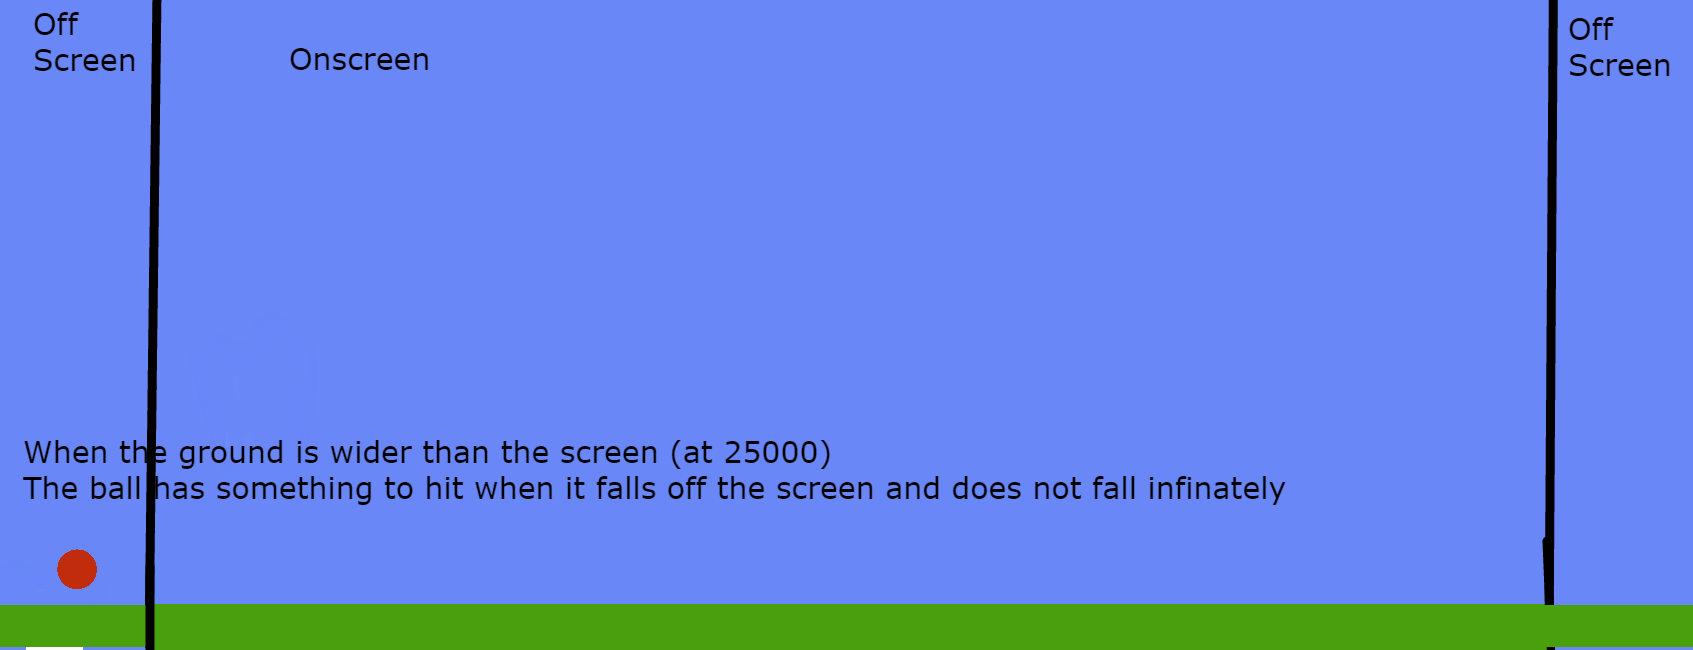 Off
Screen
Onscreen
Off
Screen
When the ground is wider than the screen (at 25000)
The ball has something to hit when it falls off the screen and does not fall infinately